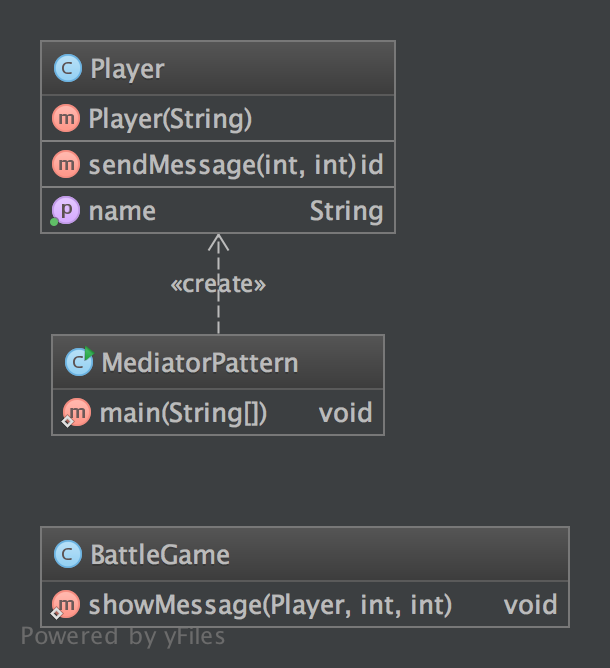 C Player
m Player(String)
m sendMessage(int, int) id
p name String
«create»
C MediatorPattern
m main(String[]) void
C BattleGame
m showMessage(Player, int, int) void
Powered by yFiles